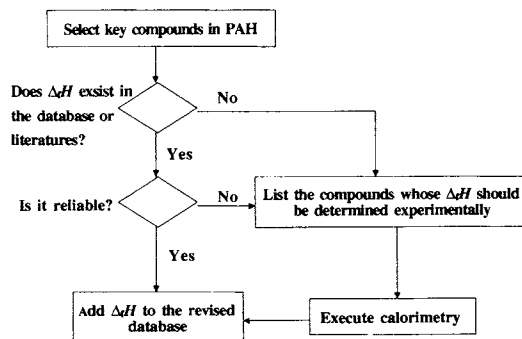 Select key compounds in PAH
Does ΔfH exsist in
the database or
literatures?
No
Yes
Is it reliable?
No
List the compounds whose ΔfH should
be determined experimentally
Yes
Add ΔfH to the revised
database
Execute calorimetry